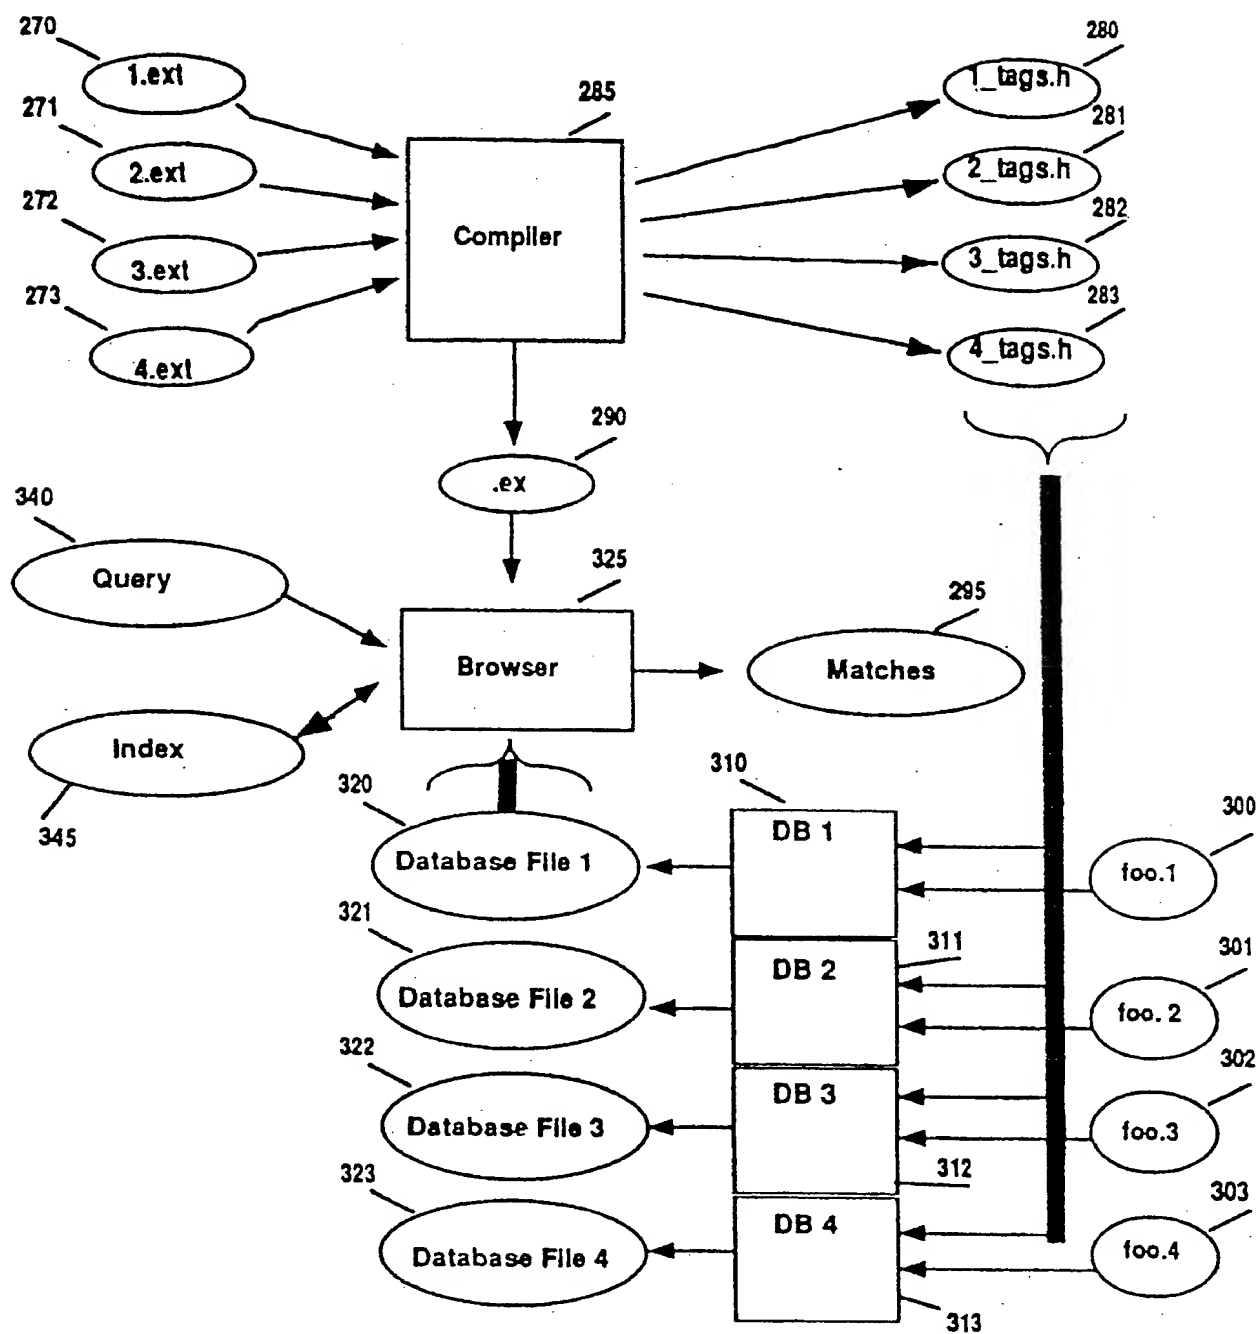 270
1.ext
271
2.ext
272
3.ext
273
4.ext
285
Compiler
280
1_tags.h
281
2_tags.h
282
3_tags.h
283
4_tags.h
290
.ex
340
Query
325
Browser
295
Matches
Index
345
320
Database File 1
310
DB 1
300
foo.1
321
Database File 2
DB 2
311
301
foo. 2
322
Database File 3
DB 3
312
302
foo.3
323
Database File 4
DB 4
313
303
foo.4